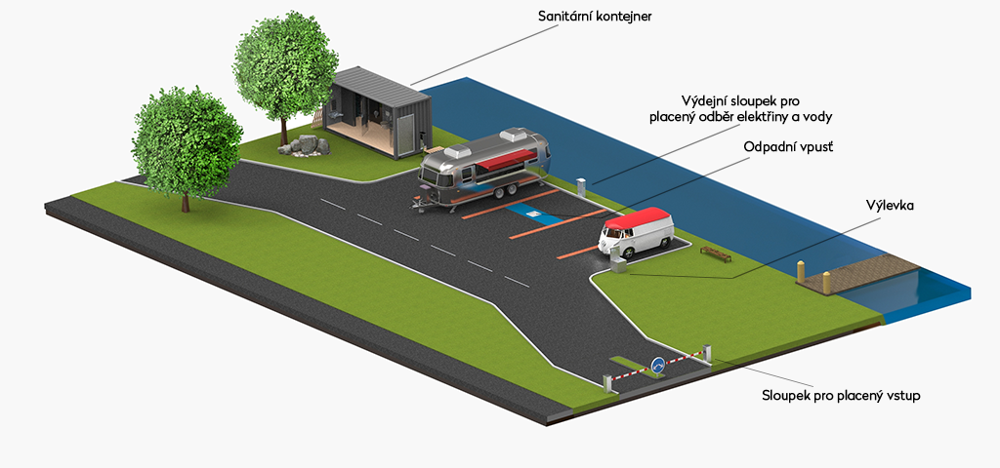 Sanitární kontejner
Výdejní sloupek pro
placený odběr elektřiny a vody
Odpadní vpusť
Výlevka
Sloupek pro placený vstup